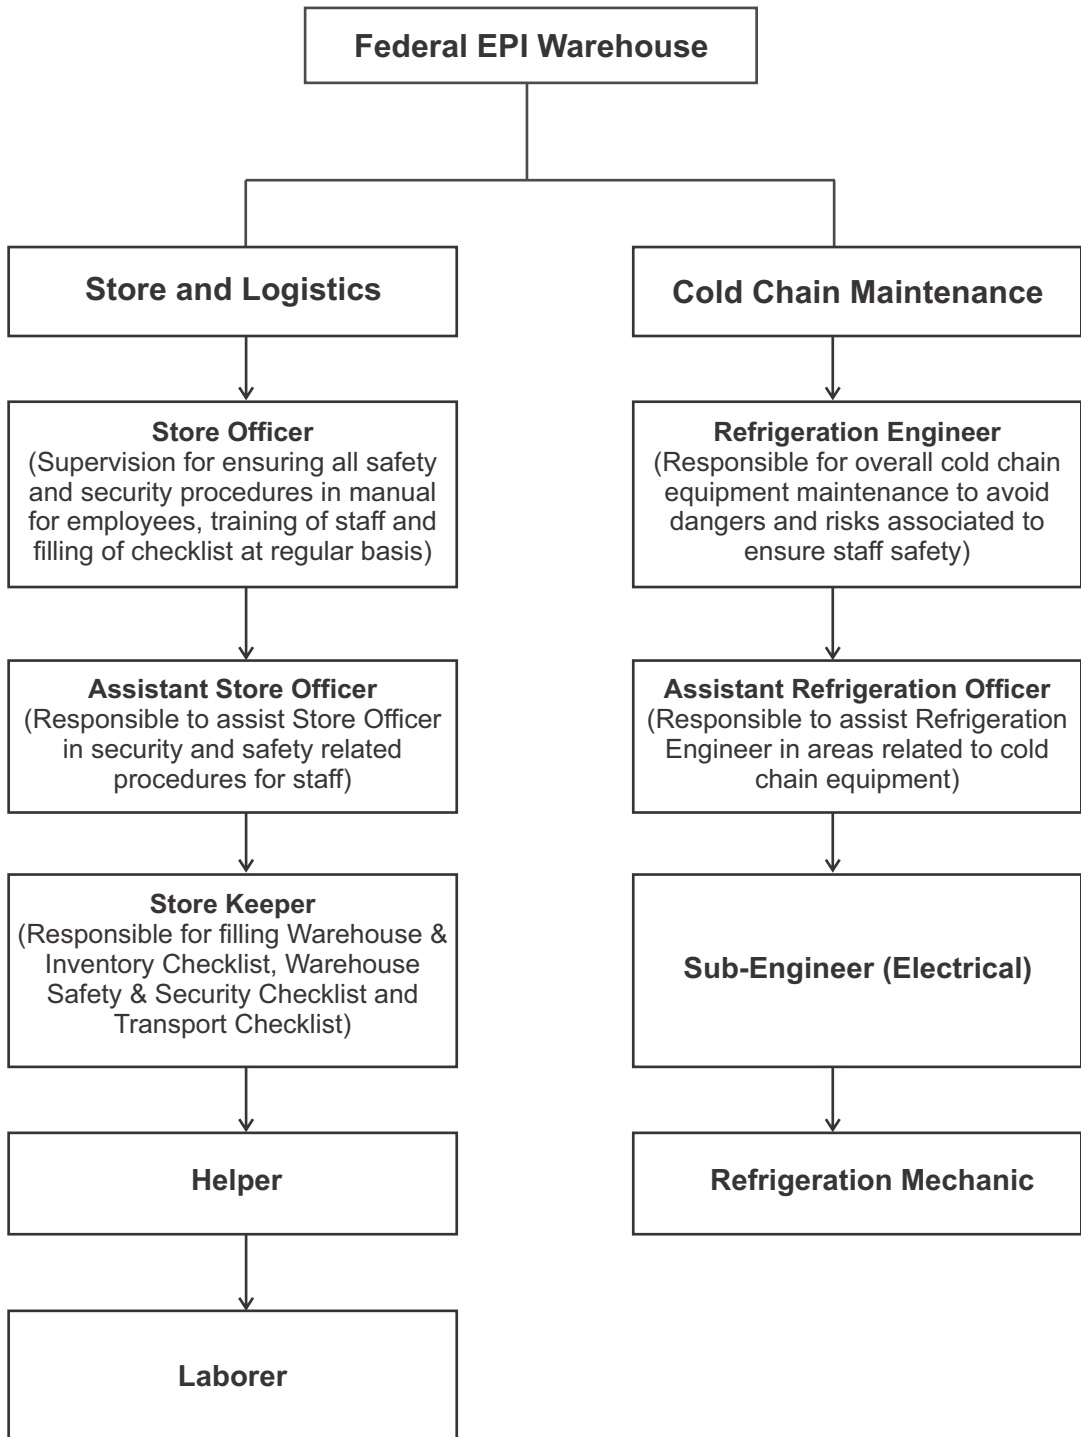 Federal EPI Warehouse
Store and Logistics
Cold Chain Maintenance
Store Officer
(Supervision for ensuring all safety
and security procedures in manual
for employees, training of staff and
filling of checklist at regular basis)
Refrigeration Engineer
(Responsible for overall cold chain
equipment maintenance to avoid
dangers and risks associated to
ensure staff safety)
Assistant Store Officer
(Responsible to assist Store Officer
in security and safety related
procedures for staff)
Assistant Refrigeration Officer
(Responsible to assist Refrigeration
Engineer in areas related to cold
chain equipment)
Store Keeper
(Responsible for filling Warehouse &
Inventory Checklist, Warehouse
Safety & Security Checklist and
Transport Checklist)
Sub-Engineer (Electrical)
Helper
Refrigeration Mechanic
Laborer